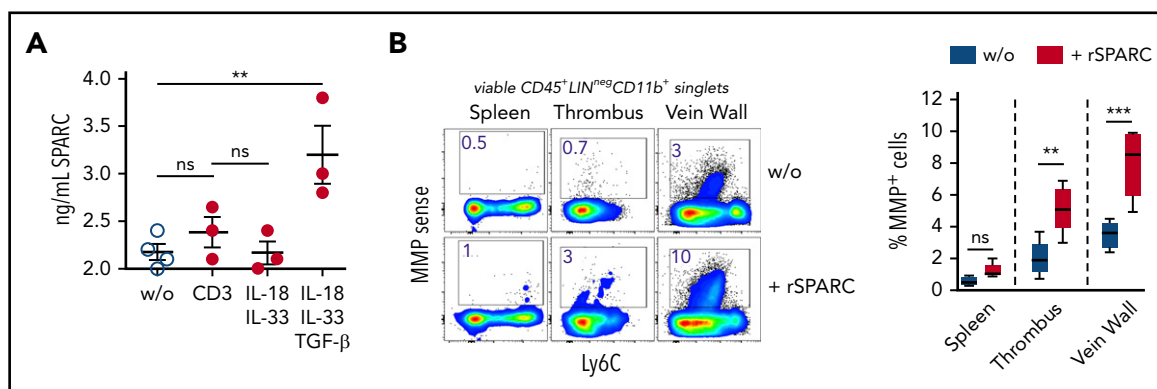 A
ng/mL SPARC
4.0
3.5
3.0
2.5
2.0
**
ns
ns
w/o
CD3
IL-18
IL-33
IL-18
IL-33
TGF-β
B
viable CD45⁺LINⁿᵉᵍCD11b⁺ singlets
Spleen Thrombus Vein Wall
MMP sense
0.5 0.7 3
w/o
1 3 10
+ rSPARC
Ly6C
w/o + rSPARC
% MMP⁺ cells
12
10
8
6
4
2
0
ns
**
***
Spleen
Thrombus
Vein Wall